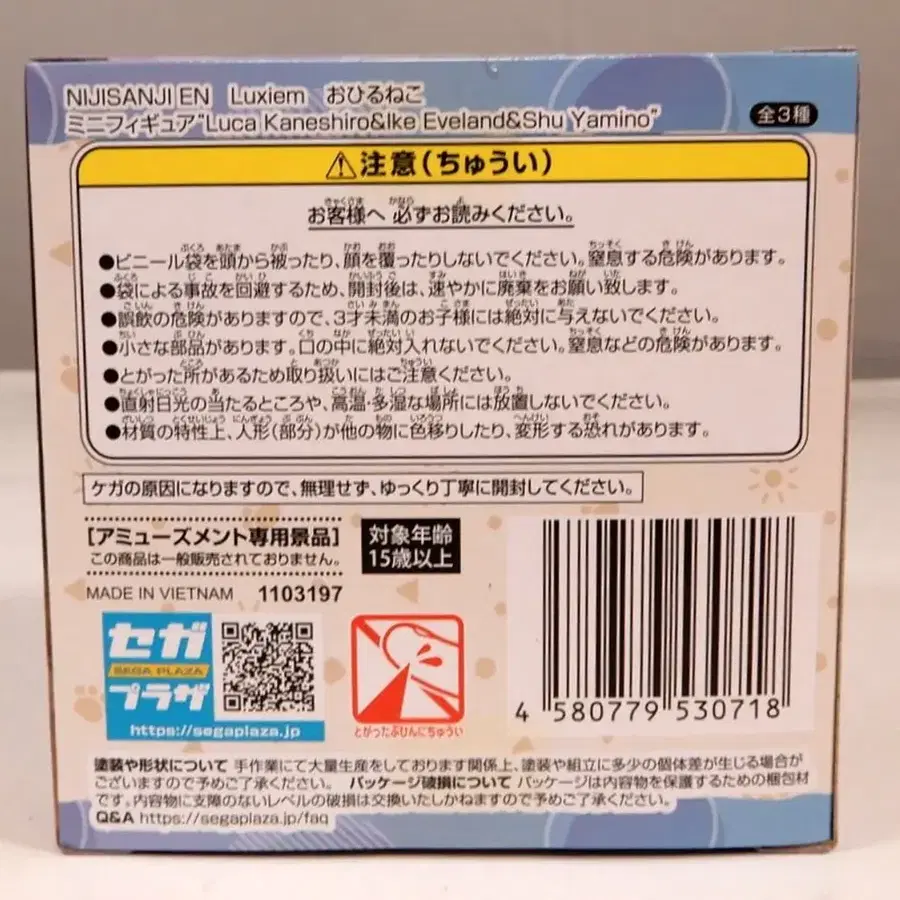 NIJISANJI EN Luxiem おひるねこ
ミニフィギュア"Luca Kaneshiro&Ike Eveland&Shu Yamino"
全3種
注意(ちゅうい)
お客様へ 必ずお読みください。
●ビニール袋を頭から被ったり、顔を覆ったりしないでください。窒息する危険があります。
●袋による事故を回避するため、開封後は、速やかに廃棄をお願い致します。
●誤飲の危険がありますので、3才未満のお子様には絶対に与えないでください。
●小さな部品があります。口の中に絶対入れないでください。窒息などの危険があります。
●とがった所があるため取り扱いにはご注意ください。
●直射日光の当たるところや、高温・多湿な場所には放置しないでください。
●材質の特性上、人形(部分)が他の物に色移りしたり、変形する恐れがあります。
ケガの原因になりますので、無理せず、ゆっくり丁寧に開封してください。
[アミューズメント専用景品]
この商品は一般販売されておりません。
対象年齢
15歳以上
MADE IN VIETNAM 1103197
セガ
SEGA PLAZA
プラザ
https://segaplaza.jp
とがったぶひんにちゅうい
4 580779 530718
塗装や形状について 手作業にて大量生産をしております関係上、塗装や組立に多少の個体差が生じる場合が
ございますので予めご了承ください。 パッケージ破損について パッケージは内容物を保護するための梱包材
です。内容物に支障のないレベルの破損は交換いたしかねますので予めご了承ください。
Q&A https://segaplaza.jp/faq